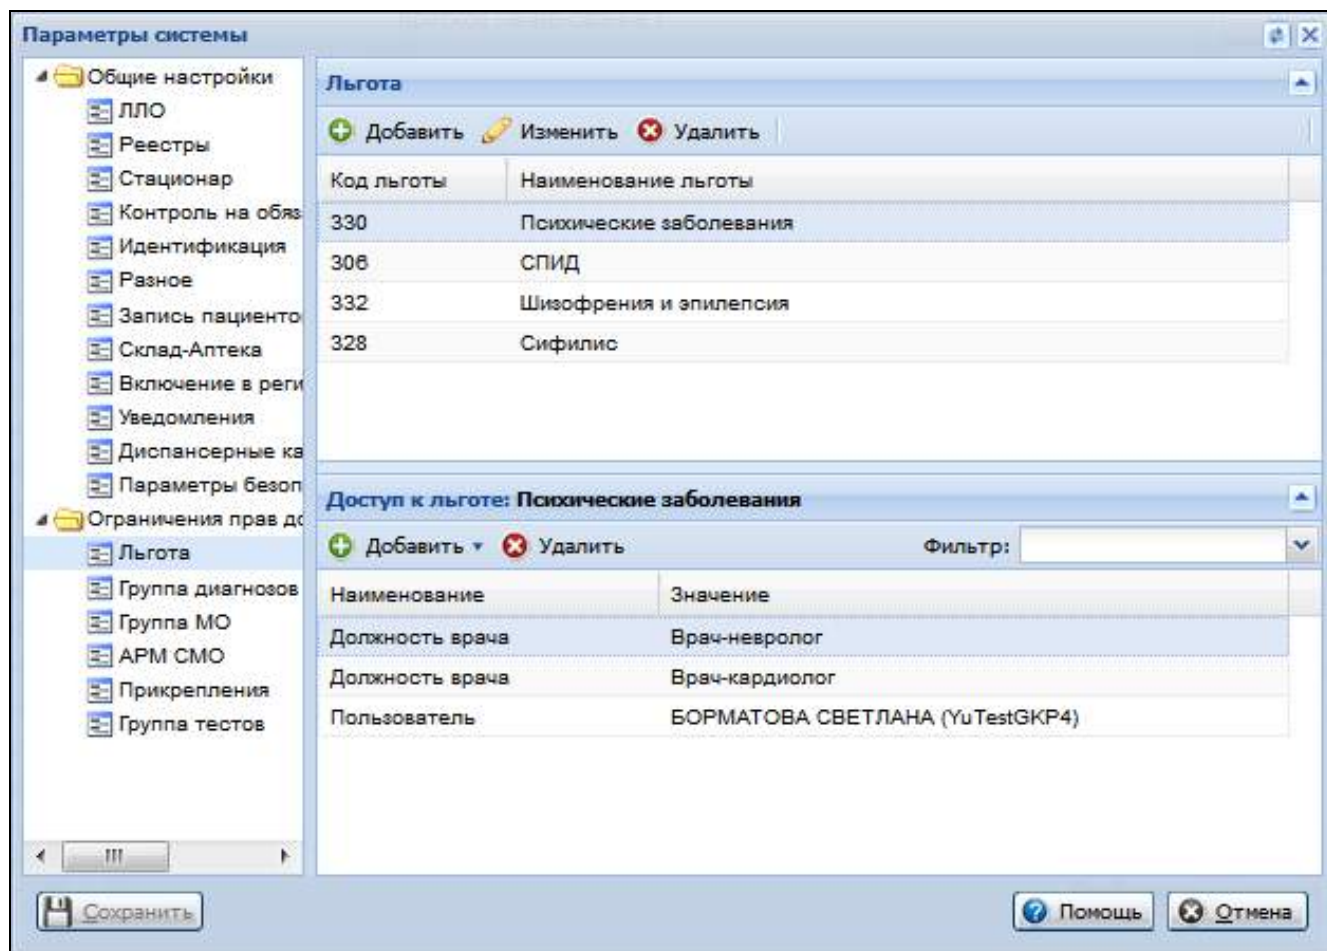 Параметры системы
Общие настройки
ЛЛО
Реестры
Стационар
Контроль на обяз
Идентификация
Разное
Запись пациенто
Склад-Аптека
Включение в реги
Уведомления
Диспансерные ка
Параметры безоп
Ограничения прав до
Льгота
Группа диагнозов
Группа МО
АРМ СМО
Прикрепления
Группа тестов
Льгота
Добавить Изменить Удалить
Код льготы Наименование льготы
330 Психические заболевания
306 СПИД
332 Шизофрения и эпилепсия
328 Сифилис
Доступ к льготе: Психические заболевания
Добавить Удалить Фильтр:
Наименование Значение
Должность врача Врач-невролог
Должность врача Врач-кардиолог
Пользователь БОРМАТОВА СВЕТЛАНА (YuTestGKP4)
Сохранить Помощь Отмена